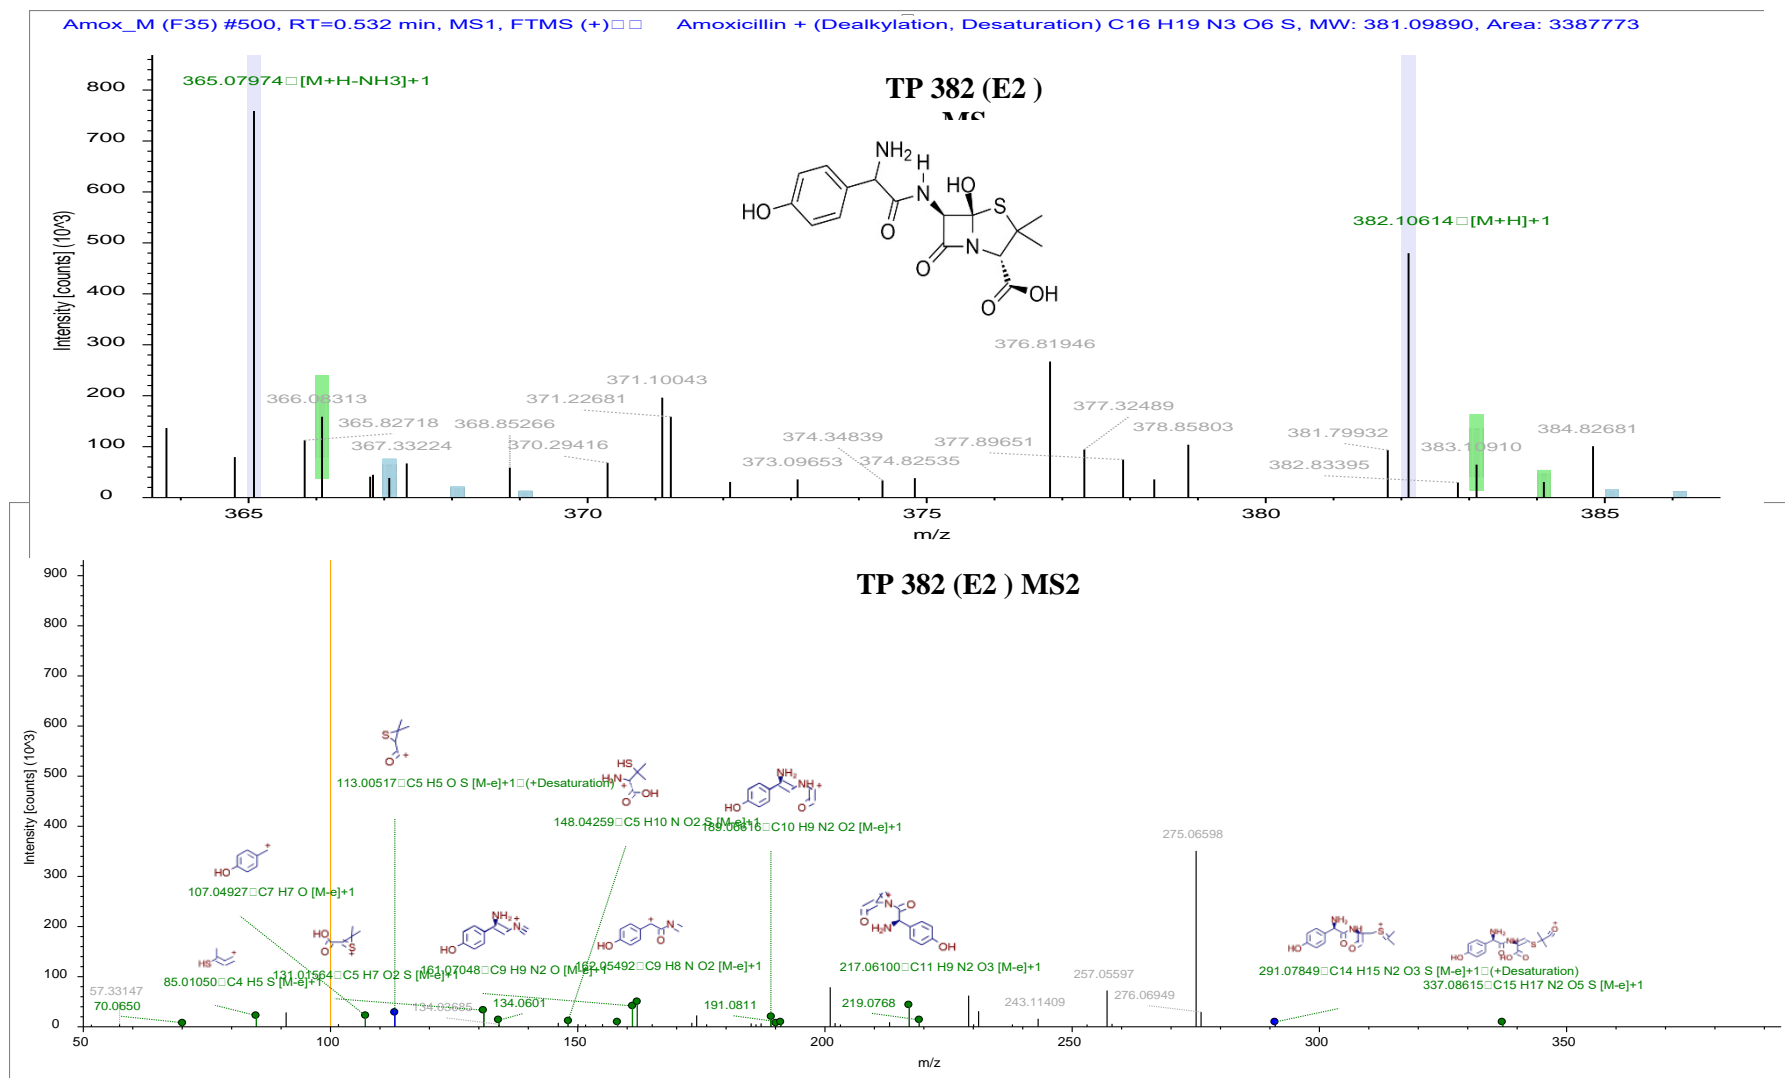 Amox_M (F35) #500, RT=0.532 min, MS1, FTMS (+)□ □ Amoxicillin + (Dealkylation, Desaturation) C16 H19 N3 O6 S, MW: 381.09890, Area: 3387773
TP 382 (E2 )
MS
Intensity [counts] (10^3)
800
700
600
500
400
300
200
100
0
365.07974□[M+H-NH3]+1
366.08313
365.82718
367.33224
368.85266
370.29416
371.22681
371.10043
373.09653
374.34839
374.82535
376.81946
377.32489
377.89651
378.85803
381.79932
382.83395
382.10614□[M+H]+1
383.10910
384.82681
NH2
H
N
HO
S
HO
O
O
N
O
OH
365
370
375
380
385
m/z
TP 382 (E2 ) MS2
Intensity [counts] (10^3)
900
800
700
600
500
400
300
200
100
0
57.33147
70.0650
85.01050□C4 H5 S [M-e]+1
107.04927□C7 H7 O [M-e]+1
113.00517□C5 H5 O S [M-e]+1□(+Desaturation)
131.01564□C5 H7 O2 S [M-e]+1
134.03685
134.0601
148.04259□C5 H10 N O2 S [M-e]+1
161.07048□C9 H9 N2 O [M-e]+1
162.05492□C9 H8 N O2 [M-e]+1
189.06616□C10 H9 N2 O2 [M-e]+1
191.0811
217.06100□C11 H9 N2 O3 [M-e]+1
219.0768
243.11409
257.05597
275.06598
276.06949
291.07849□C14 H15 N2 O3 S [M-e]+1□(+Desaturation)
337.08615□C15 H17 N2 O5 S [M-e]+1
50
100
150
200
250
300
350
m/z